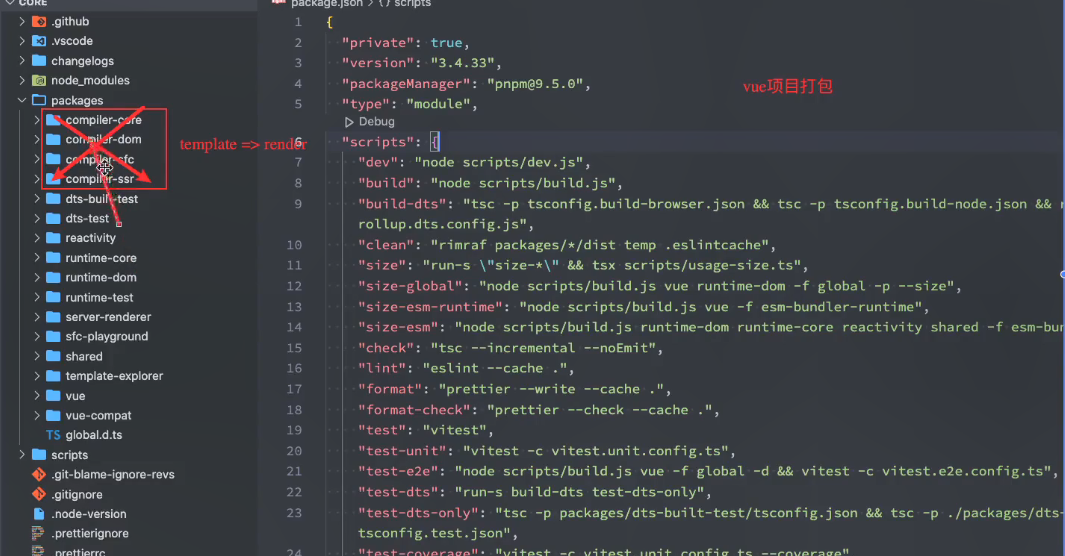 CORE
.github
.vscode
changelogs
node_modules
packages
compiler-core
compiler-dom
compiler-sfc
compiler-ssr
dts-built-test
dts-test
reactivity
runtime-core
runtime-dom
runtime-test
server-renderer
sfc-playground
shared
template-explorer
vue
vue-compat
TS global.d.ts
scripts
.git-blame-ignore-revs
.gitignore
.node-version
.prettierignore
.prettierrc
template => render
vue项目打包
package.json > {} scripts
1 {
2 "private": true,
3 "version": "3.4.33",
4 "packageManager": "pnpm@9.5.0",
5 "type": "module",
Debug
6 "scripts": {
7 "dev": "node scripts/dev.js",
8 "build": "node scripts/build.js",
9 "build-dts": "tsc -p tsconfig.build-browser.json && tsc -p tsconfig.build-node.json && r
rollup.dts.config.js",
10 "clean": "rimraf packages/*/dist temp .eslintcache",
11 "size": "run-s \"size-*\" && tsx scripts/usage-size.ts",
12 "size-global": "node scripts/build.js vue runtime-dom -f global -p --size",
13 "size-esm-runtime": "node scripts/build.js vue -f esm-bundler-runtime",
14 "size-esm": "node scripts/build.js runtime-dom runtime-core reactivity shared -f esm-bun
15 "check": "tsc --incremental --noEmit",
16 "lint": "eslint --cache .",
17 "format": "prettier --write --cache .",
18 "format-check": "prettier --check --cache .",
19 "test": "vitest",
20 "test-unit": "vitest -c vitest.unit.config.ts",
21 "test-e2e": "node scripts/build.js vue -f global -d && vitest -c vitest.e2e.config.ts",
22 "test-dts": "run-s build-dts test-dts-only",
23 "test-dts-only": "tsc -p packages/dts-built-test/tsconfig.json && tsc -p ./packages/dts-
tsconfig.test.json",
24 "test-coverage": "vitest -c vitest.unit.config.ts --coverage"